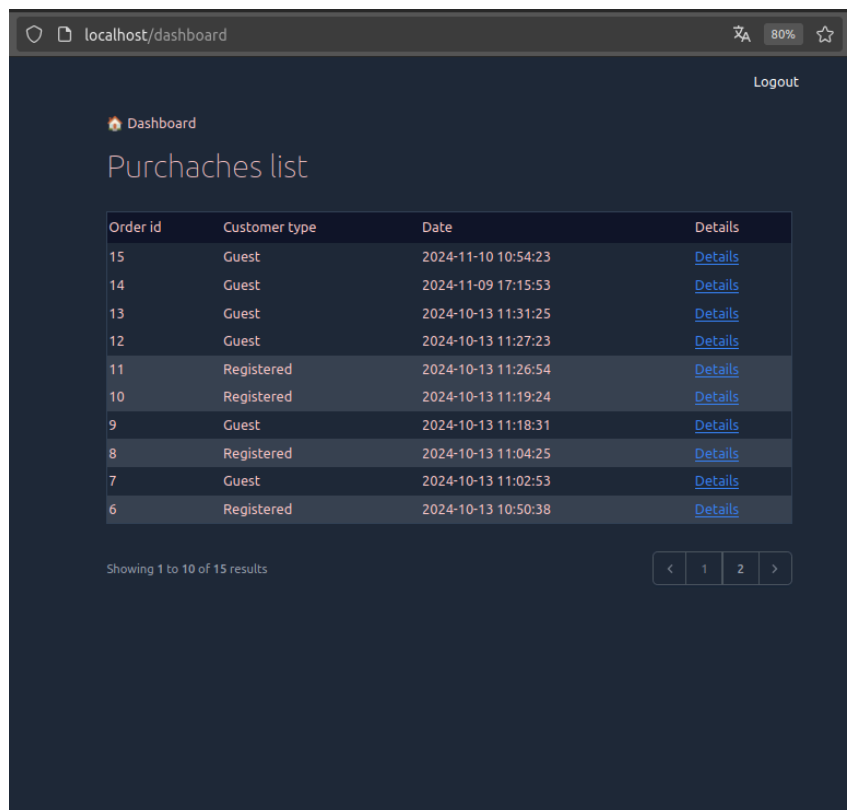 localhost/dashboard 80%
Logout
🏠 Dashboard
Purchaches list
Order id Customer type Date Details
15 Guest 2024-11-10 10:54:23 Details
14 Guest 2024-11-09 17:15:53 Details
13 Guest 2024-10-13 11:31:25 Details
12 Guest 2024-10-13 11:27:23 Details
11 Registered 2024-10-13 11:26:54 Details
10 Registered 2024-10-13 11:19:24 Details
9 Guest 2024-10-13 11:18:31 Details
8 Registered 2024-10-13 11:04:25 Details
7 Guest 2024-10-13 11:02:53 Details
6 Registered 2024-10-13 10:50:38 Details
Showing 1 to 10 of 15 results < 1 2 >